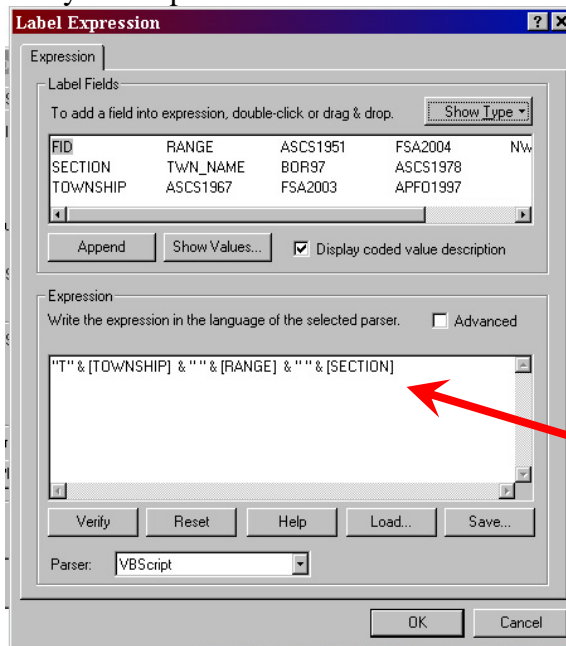 Label Expression
Expression
Label Fields
To add a field into expression, double-click or drag & drop.
Show Type
FID RANGE ASCS1951 FSA2004 NW
SECTION TWN_NAME BOR97 ASCS1978
TOWNSHIP ASCS1967 FSA2003 APFO1997
Append Show Values... Display coded value description
Expression
Write the expression in the language of the selected parser. Advanced
"T" & [TOWNSHIP] & " " & [RANGE] & " " & [SECTION]
Verify Reset Help Load... Save...
Parser: VBScript
OK Cancel